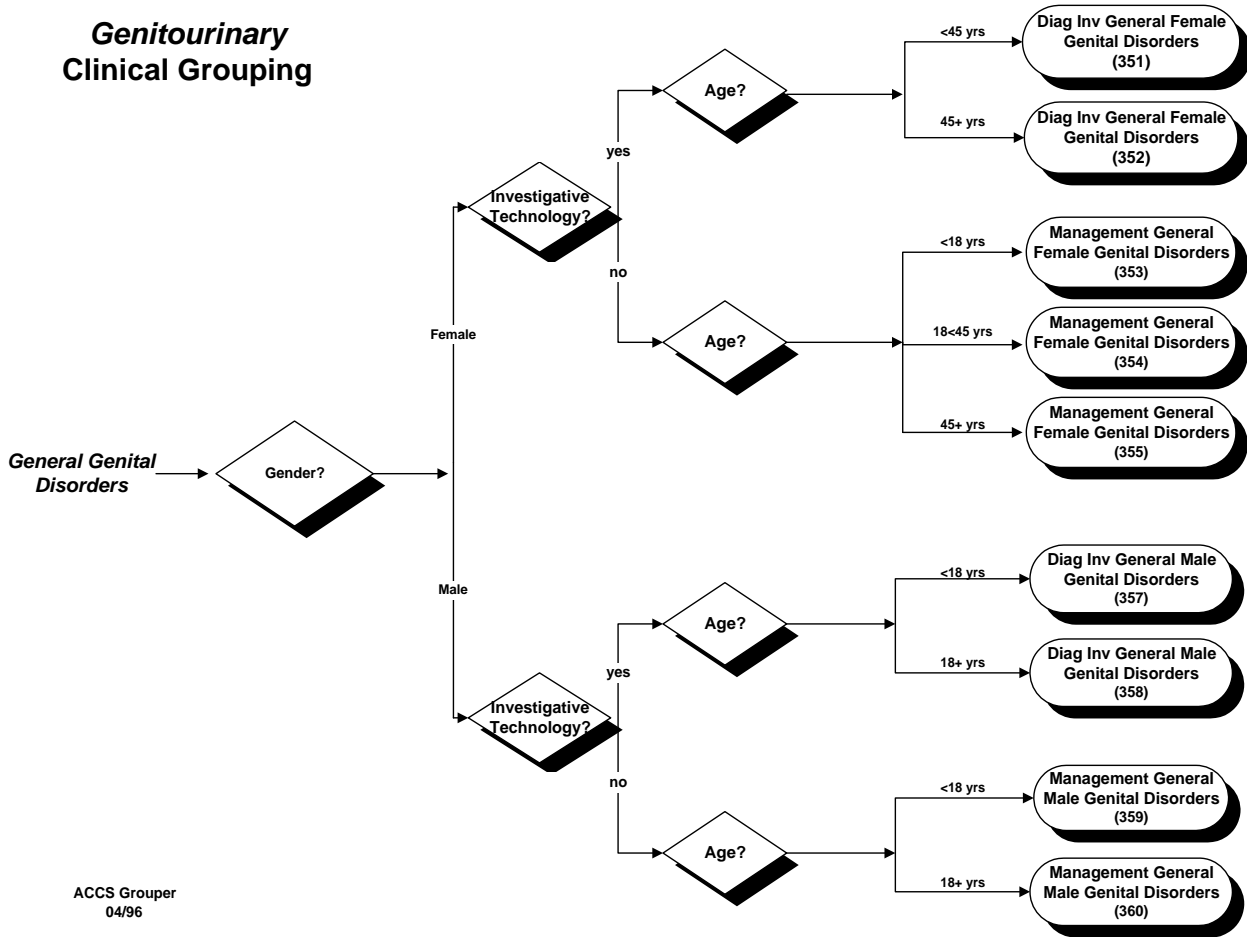 Genitourinary
Clinical Grouping
General Genital
Disorders
Gender?
Female
Male
Investigative
Technology?
yes
no
Age?
<45 yrs
45+ yrs
Diag Inv General Female
Genital Disorders
(351)
Diag Inv General Female
Genital Disorders
(352)
Age?
<18 yrs
18<45 yrs
45+ yrs
Management General
Female Genital Disorders
(353)
Management General
Female Genital Disorders
(354)
Management General
Female Genital Disorders
(355)
Investigative
Technology?
yes
no
Age?
<18 yrs
18+ yrs
Diag Inv General Male
Genital Disorders
(357)
Diag Inv General Male
Genital Disorders
(358)
Age?
<18 yrs
18+ yrs
Management General
Male Genital Disorders
(359)
Management General
Male Genital Disorders
(360)
ACCS Grouper
04/96